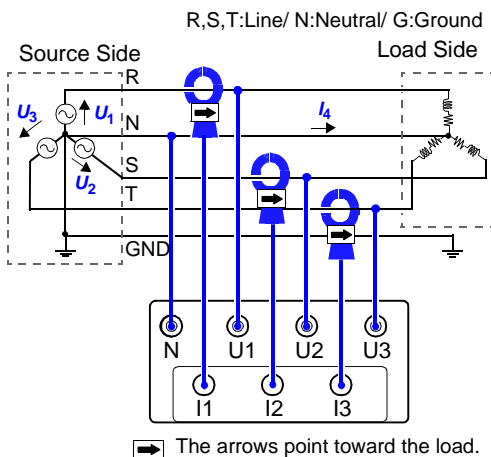 R,S,T:Line/ N:Neutral/ G:Ground
Source Side
Load Side
R
U3
U1
N
I4
U2
S
T
GND
N
U1
U2
U3
I1
I2
I3
The arrows point toward the load.